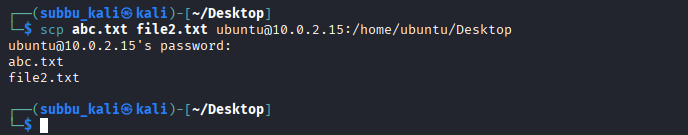 ┌──(subbu_kali㉿kali)-[~/Desktop]
└─$ scp abc.txt file2.txt ubuntu@10.0.2.15:/home/ubuntu/Desktop
ubuntu@10.0.2.15's password:
abc.txt
file2.txt
┌──(subbu_kali㉿kali)-[~/Desktop]
└─$